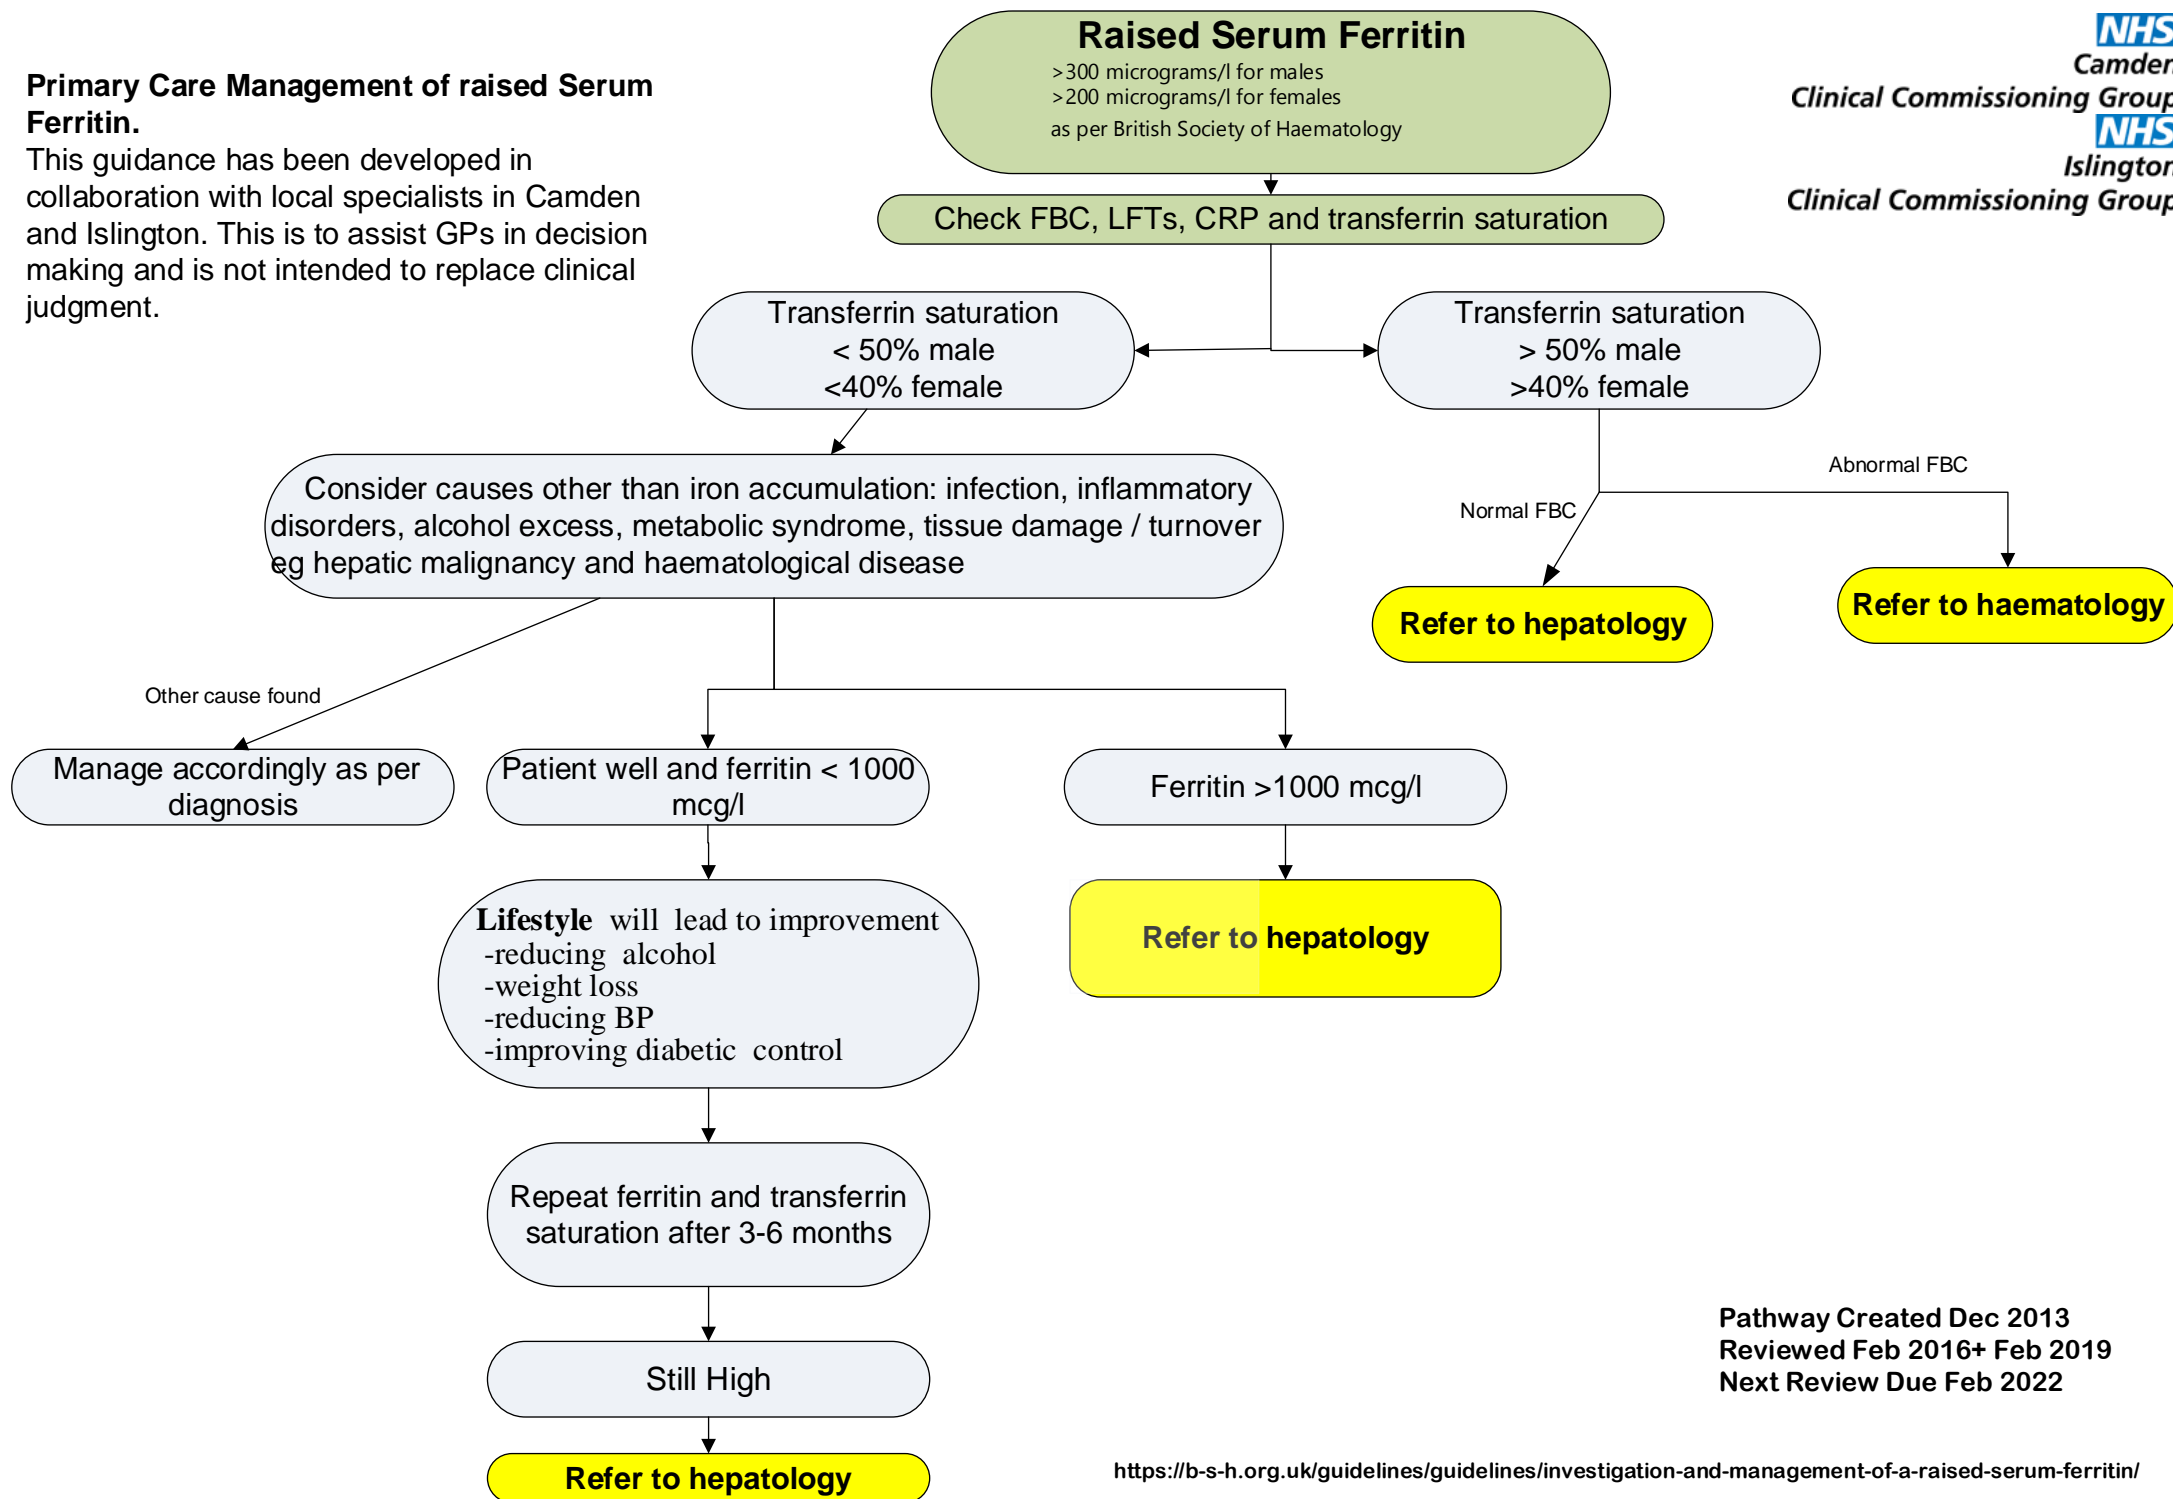 Primary Care Management of raised Serum
Ferritin.
This guidance has been developed in
collaboration with local specialists in Camden
and Islington. This is to assist GPs in decision
making and is not intended to replace clinical
judgment.
Raised Serum Ferritin
>300 micrograms/l for males
>200 micrograms/l for females
as per British Society of Haematology
NHS
Camden
Clinical Commissioning Group
NHS
Islington
Clinical Commissioning Group
Check FBC, LFTs, CRP and transferrin saturation
Transferrin saturation
< 50% male
<40% female
Transferrin saturation
> 50% male
>40% female
Consider causes other than iron accumulation: infection, inflammatory
disorders, alcohol excess, metabolic syndrome, tissue damage / turnover
eg hepatic malignancy and haematological disease
Normal FBC
Abnormal FBC
Refer to hepatology
Refer to haematology
Other cause found
Manage accordingly as per
diagnosis
Patient well and ferritin < 1000
mcg/l
Ferritin >1000 mcg/l
Lifestyle will lead to improvement
-reducing alcohol
-weight loss
-reducing BP
-improving diabetic control
Refer to hepatology
Repeat ferritin and transferrin
saturation after 3-6 months
Still High
Refer to hepatology
Pathway Created Dec 2013
Reviewed Feb 2016+ Feb 2019
Next Review Due Feb 2022
https://b-s-h.org.uk/guidelines/guidelines/investigation-and-management-of-a-raised-serum-ferritin/